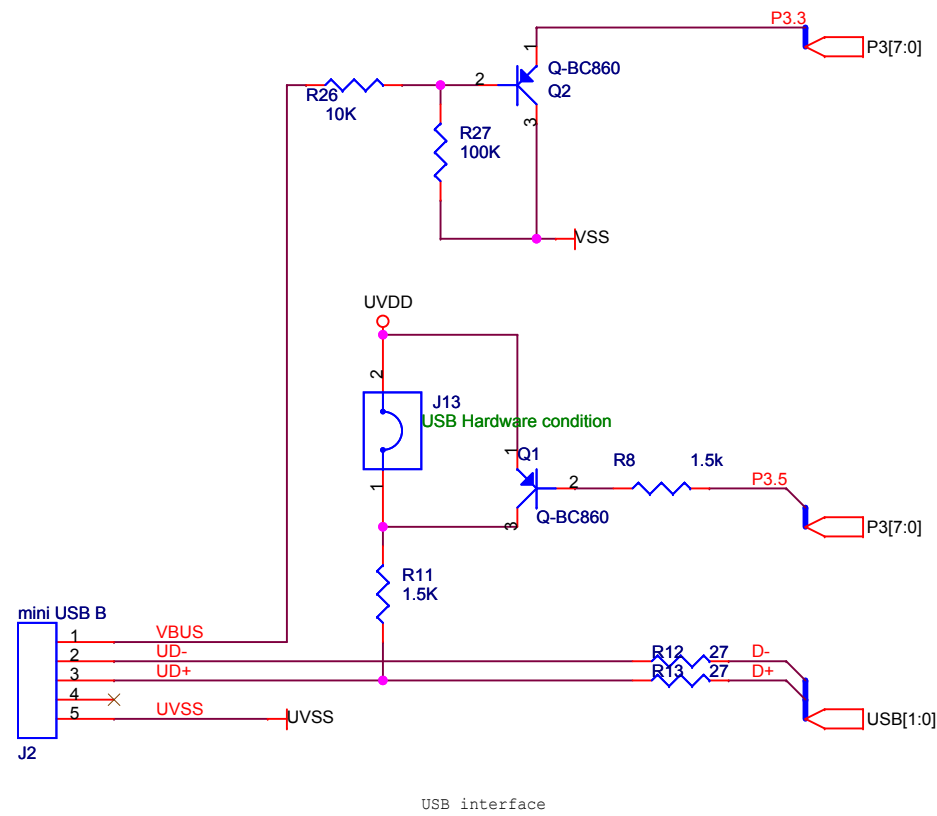 P3.3
P3[7:0]
1
Q-BC860
2
Q2
R26
10K
3
R27
100K
VSS
UVDD
2
J13
USB Hardware condition
1
Q1
R8 1.5k
P3.5
2
1
Q-BC860
3
P3[7:0]
R11
1.5K
mini USB B
1 VBUS
2 UD- R12 27 D-
3 UD+ R13 27 D+
4
5 UVSS UVSS
USB[1:0]
J2
USB interface